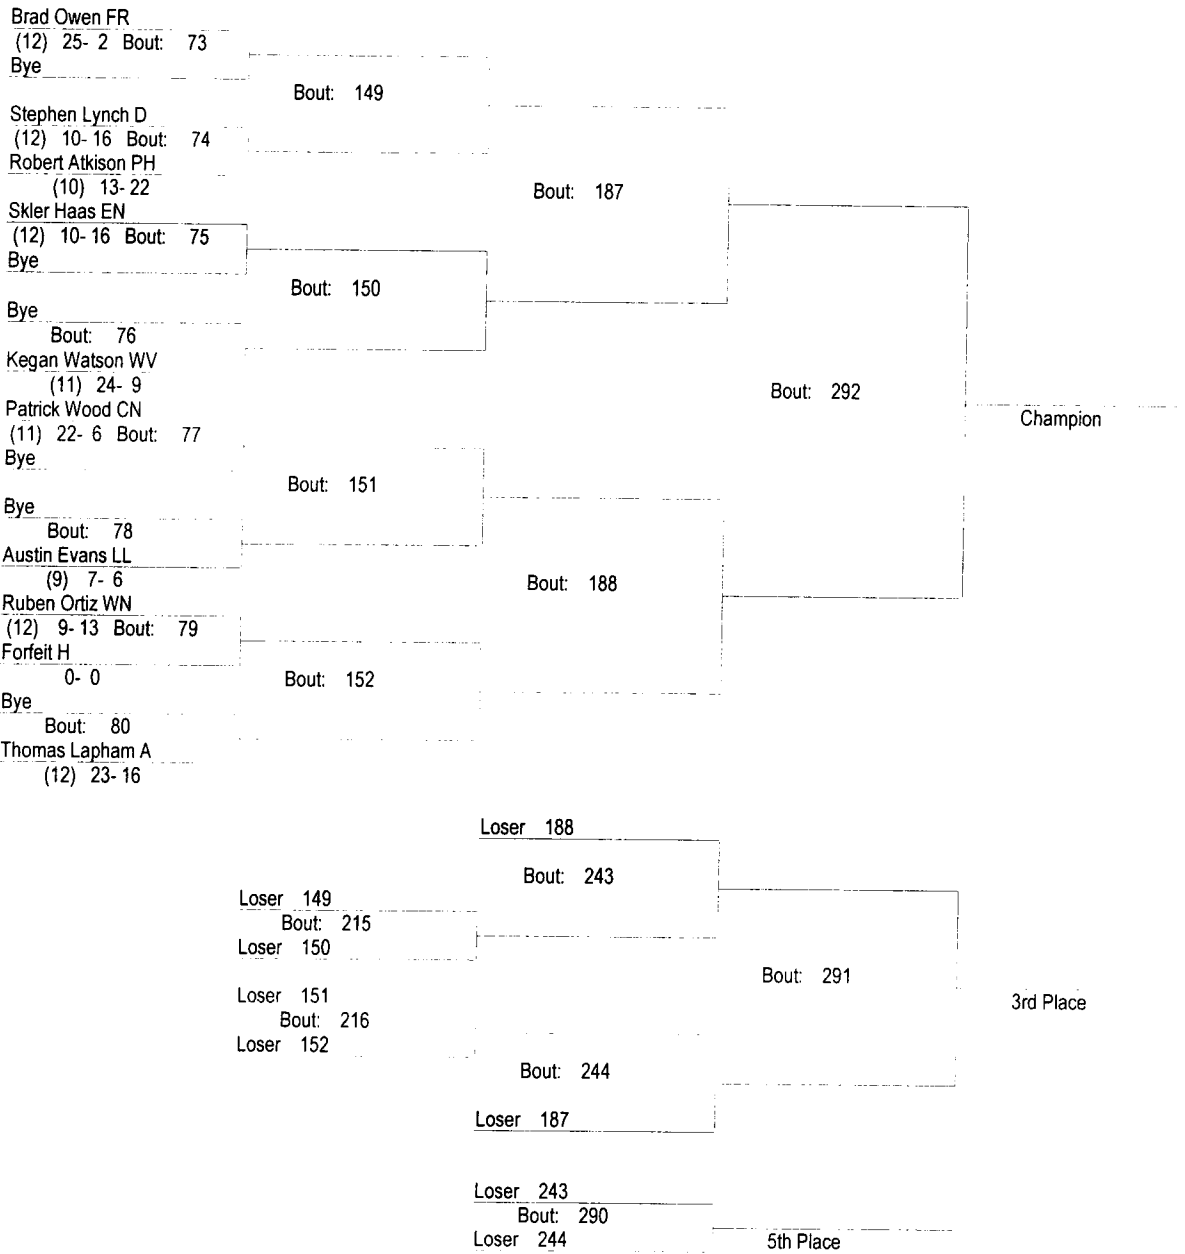 Brad Owen FR
(12) 25- 2 Bout: 73
Bye
Bout: 149
Stephen Lynch D
(12) 10- 16 Bout: 74
Robert Atkison PH
(10) 13- 22
Bout: 187
Skler Haas EN
(12) 10- 16 Bout: 75
Bye
Bout: 150
Bye
Bout: 76
Kegan Watson WV
(11) 24- 9
Bout: 292
Patrick Wood CN
Champion
(11) 22- 6 Bout: 77
Bye
Bout: 151
Bye
Bout: 78
Austin Evans LL
(9) 7- 6
Bout: 188
Ruben Ortiz WN
(12) 9- 13 Bout: 79
Forfeit H
0- 0
Bout: 152
Bye
Bout: 80
Thomas Lapham A
(12) 23- 16
Loser 188
Bout: 243
Loser 149
Bout: 215
Loser 150
Bout: 291
Loser 151
3rd Place
Bout: 216
Loser 152
Bout: 244
Loser 187
Loser 243
Bout: 290
Loser 244
5th Place